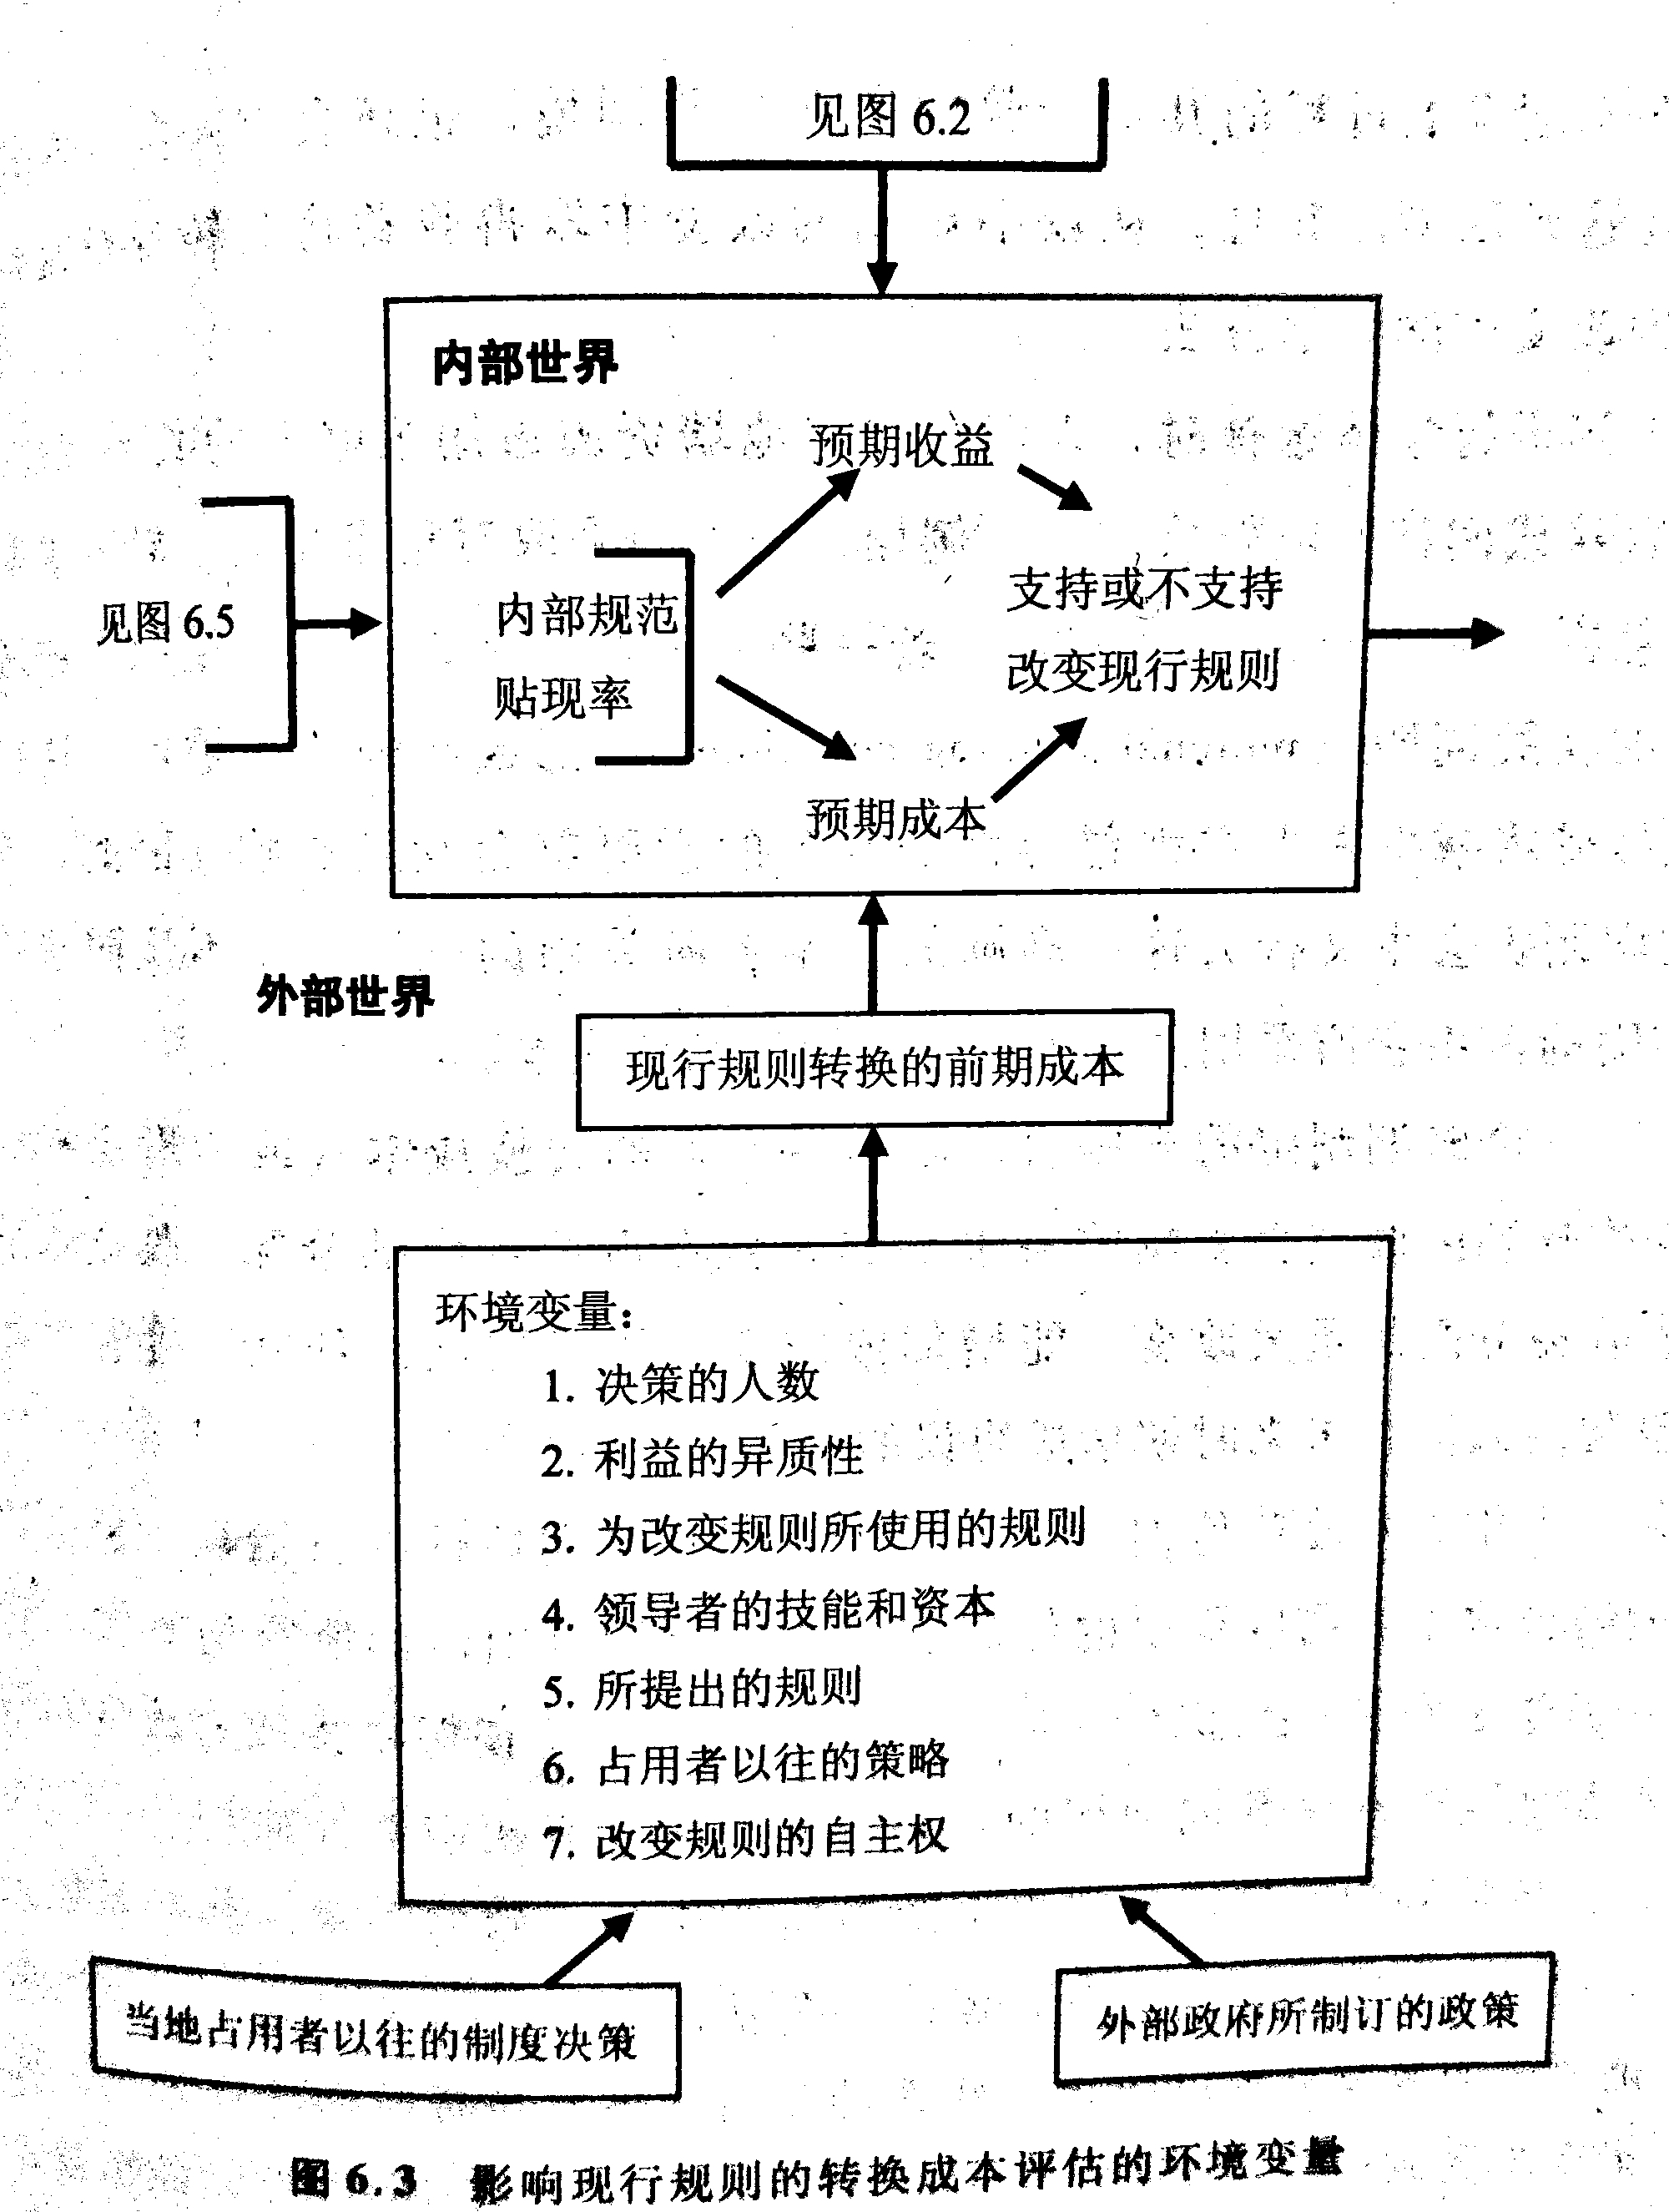 见图 6.2
内部世界
预期收益
见图 6.5
内部规范
贴现率
支持或不支持
改变现行规则
预期成本
外部世界
现行规则转换的前期成本
环境变量：
1. 决策的人数
2. 利益的异质性
3. 为改变规则所使用的规则
4. 领导者的技能和资本
5. 所提出的规则
6. 占用者以往的策略
7. 改变规则的自主权
当地占用者以往的制度决策
外部政府所制订的政策
图 6.3 影响现行规则的转换成本评估的环境变量